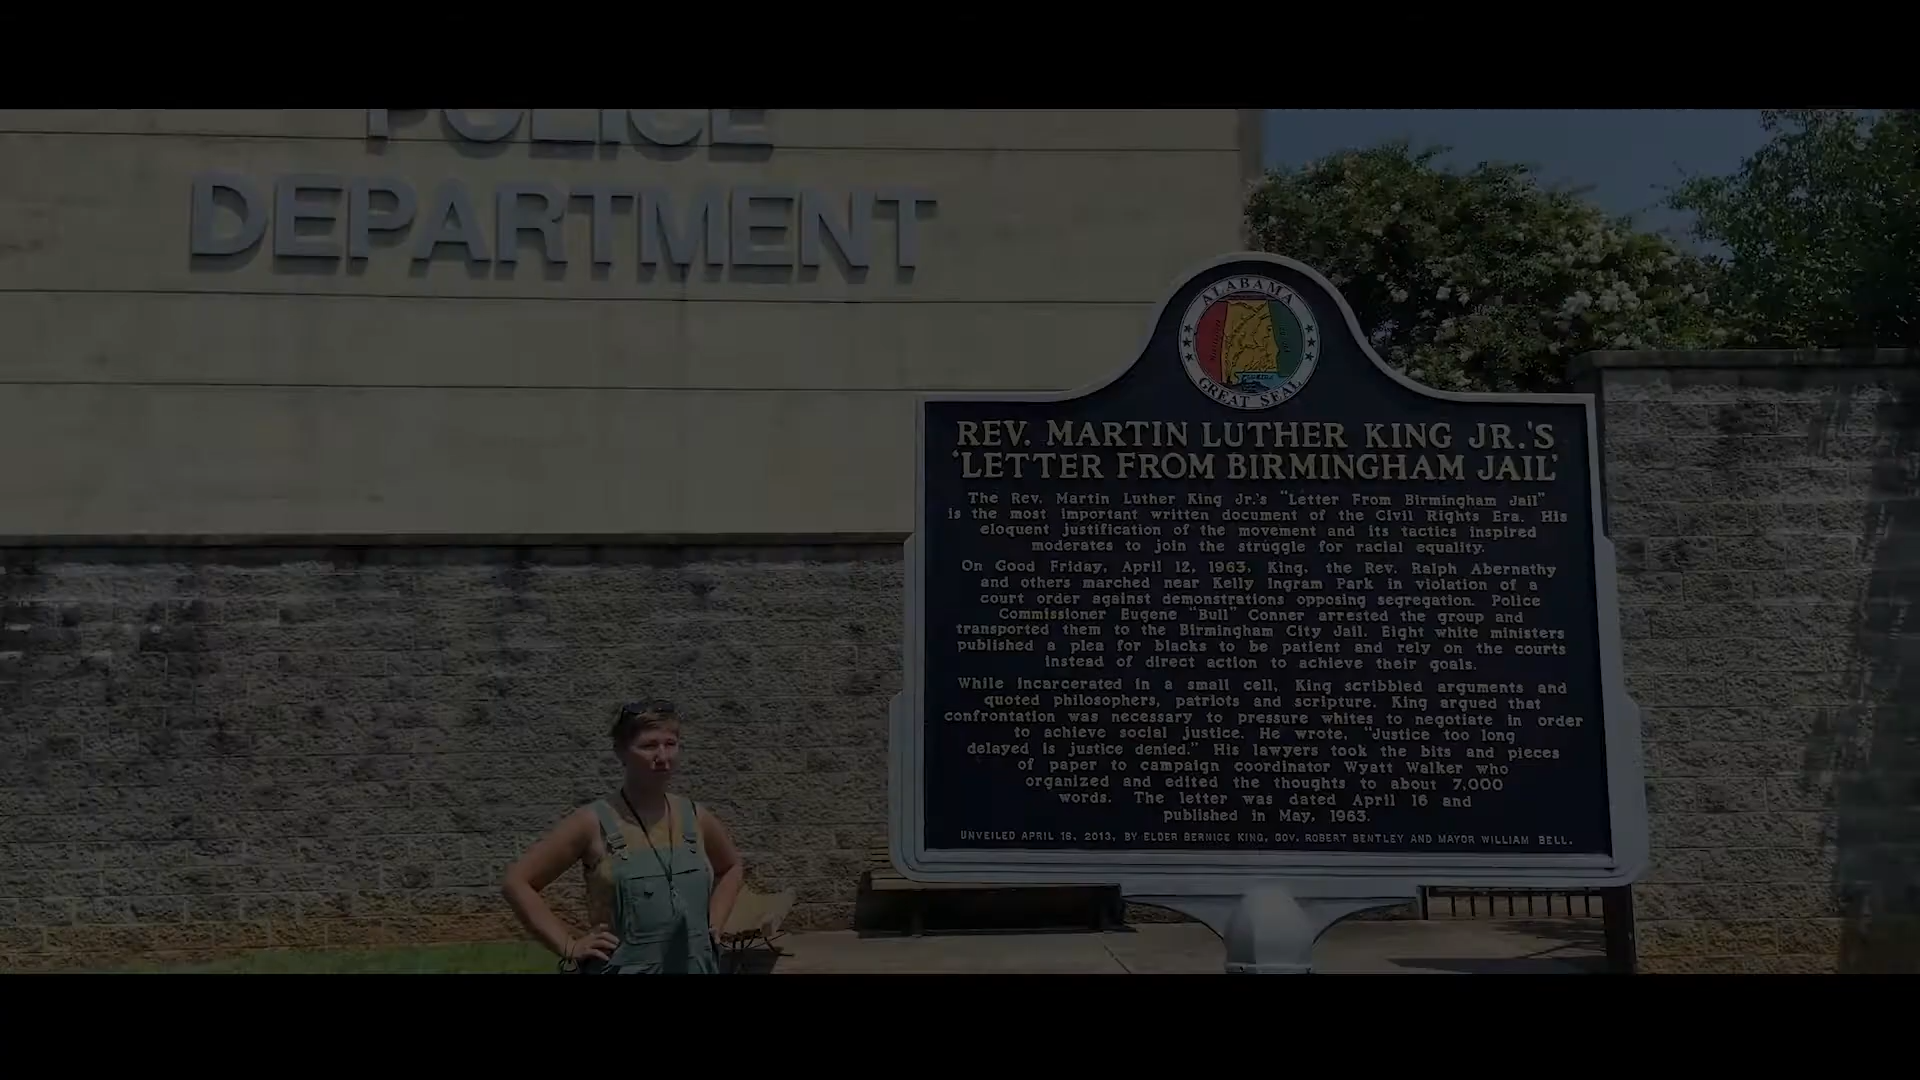 POLICE
DEPARTMENT
ALABAMA
GREAT SEAL
REV. MARTIN LUTHER KING JR.'S
'LETTER FROM BIRMINGHAM JAIL'
The Rev. Martin Luther King Jr.'s "Letter From Birmingham Jail"
is the most important written document of the Civil Rights Era. His
eloquent justification of the movement and its tactics inspired
moderates to join the struggle for racial equality.
On Good Friday, April 12, 1963, King, the Rev. Ralph Abernathy
and others marched near Kelly Ingram Park in violation of a
court order against demonstrations opposing segregation. Police
Commissioner Eugene "Bull" Conner arrested the group and
transported them to the Birmingham City Jail. Eight white ministers
published a plea for blacks to be patient and rely on the courts
instead of direct action to achieve their goals.
While incarcerated in a small cell, King scribbled arguments and
quoted philosophers, patriots and scripture. King argued that
confrontation was necessary to pressure whites to negotiate in order
to achieve social justice. He wrote, "Justice too long
delayed is justice denied." His lawyers took the bits and pieces
of paper to campaign coordinator Wyatt Walker who
organized and edited the thoughts to about 7,000
words. The letter was dated April 16 and
published in May, 1963.
UNVEILED APRIL 16, 2013, BY ELDER BERNICE KING, GOV. ROBERT BENTLEY AND MAYOR WILLIAM BELL.